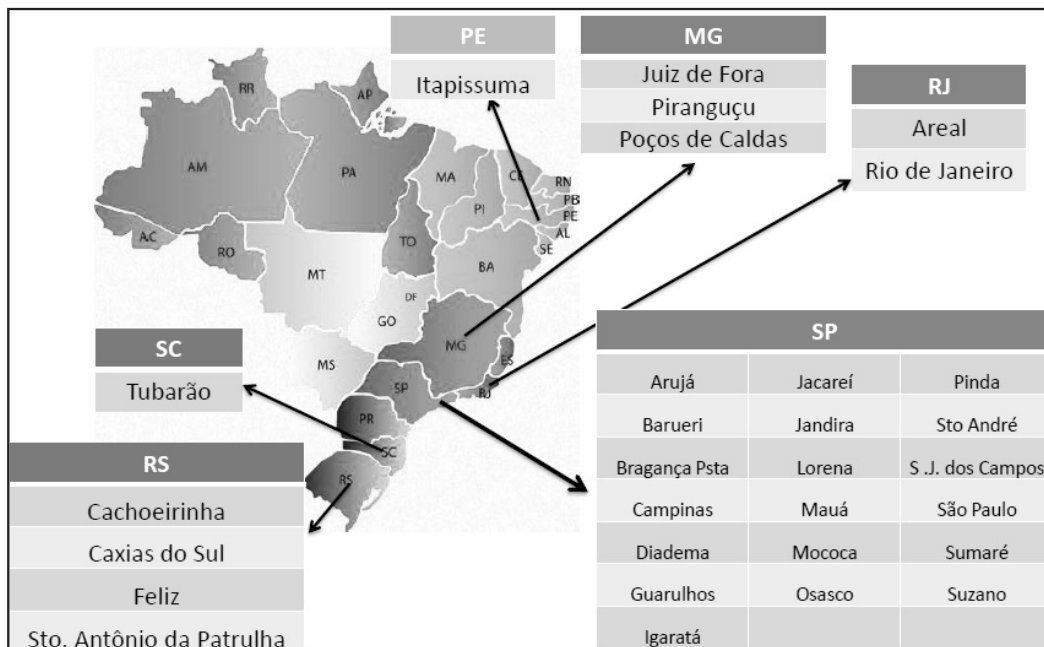 PE
Itapissuma
MG
Juiz de Fora
Piranguçu
Poços de Caldas
RJ
Areal
Rio de Janeiro
RR
AP
AM
PA
MA
CE
RN
PB
PE
AL
SE
PI
AC
RO
TO
MT
BA
DF
GO
MG
ES
MS
SP
RJ
PR
SC
RS
SC
Tubarão
RS
Cachoeirinha
Caxias do Sul
Feliz
Sto. Antônio da Patrulha
SP
Arujá Jacareí Pinda
Barueri Jandira Sto André
Bragança Psta Lorena S .J. dos Campos
Campinas Mauá São Paulo
Diadema Mococa Sumaré
Guarulhos Osasco Suzano
Igaratá